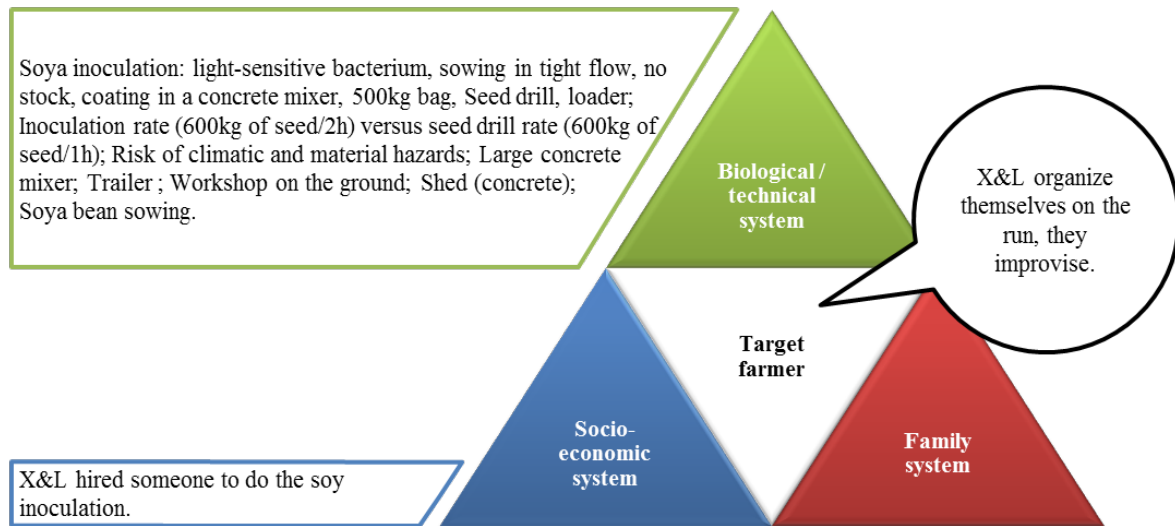 Soya inoculation: light-sensitive bacterium, sowing in tight flow, no
stock, coating in a concrete mixer, 500kg bag, Seed drill, loader;
Inoculation rate (600kg of seed/2h) versus seed drill rate (600kg of
seed/1h); Risk of climatic and material hazards; Large concrete
mixer; Trailer ; Workshop on the ground; Shed (concrete);
Soya bean sowing.
Biological /
technical
system
X&L organize
themselves on the
run, they
improvise.
Target
farmer
Socio-
economic
system
Family
system
X&L hired someone to do the soy
inoculation.